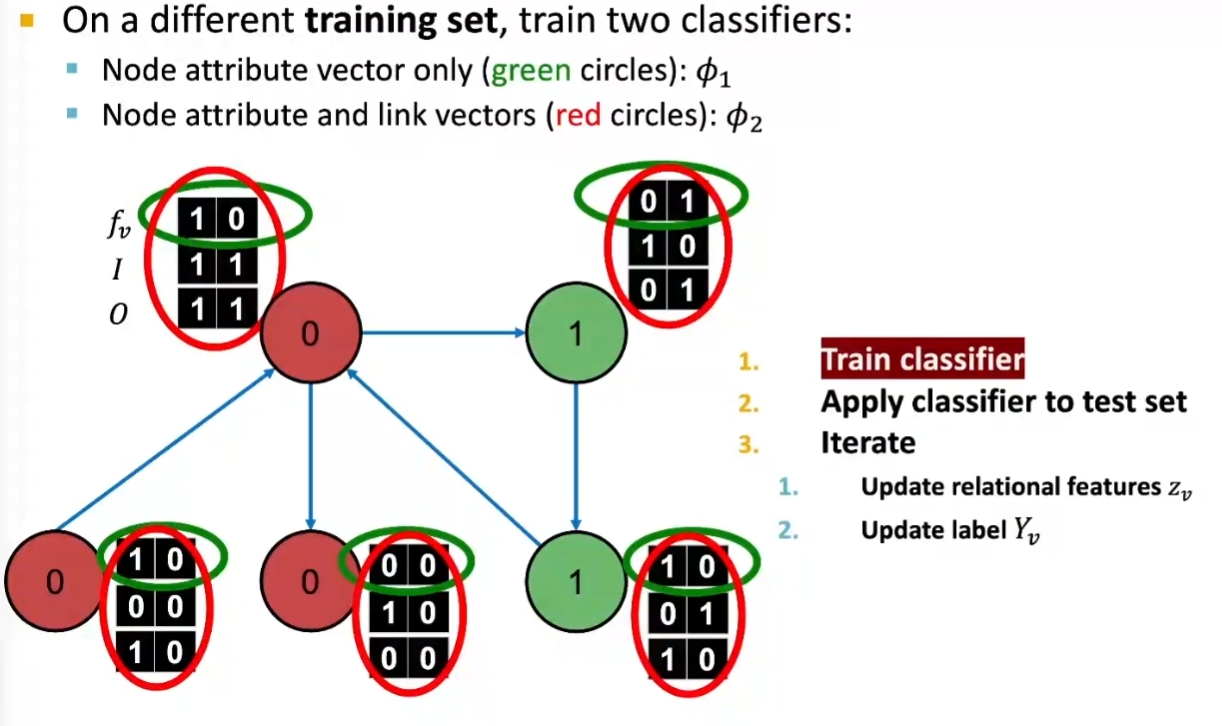 On a different training set, train two classifiers:
Node attribute vector only (green circles): ϕ₁
Node attribute and link vectors (red circles): ϕ₂
f_v 1 0
I 1 1
O 1 1
0 1
1 0
0 1
0
1
1. Train classifier
2. Apply classifier to test set
3. Iterate
1. Update relational features z_v
2. Update label Y_v
0
1 0
0 0
1 0
0
0 0
1 0
0 0
1
1 0
0 1
1 0